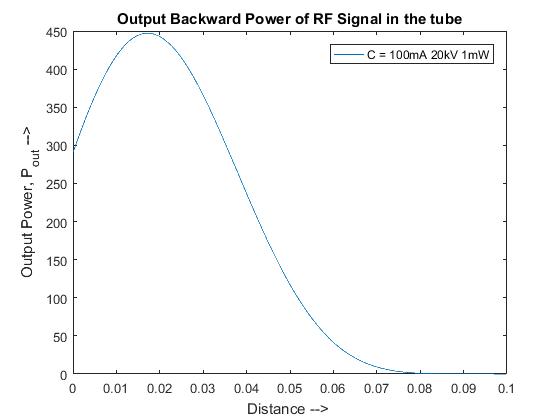 Output Backward Power of RF Signal in the tube
C = 100mA 20kV 1mW
Output Power, P_out -->
450
400
350
300
250
200
150
100
50
0
0 0.01 0.02 0.03 0.04 0.05 0.06 0.07 0.08 0.09 0.1
Distance -->